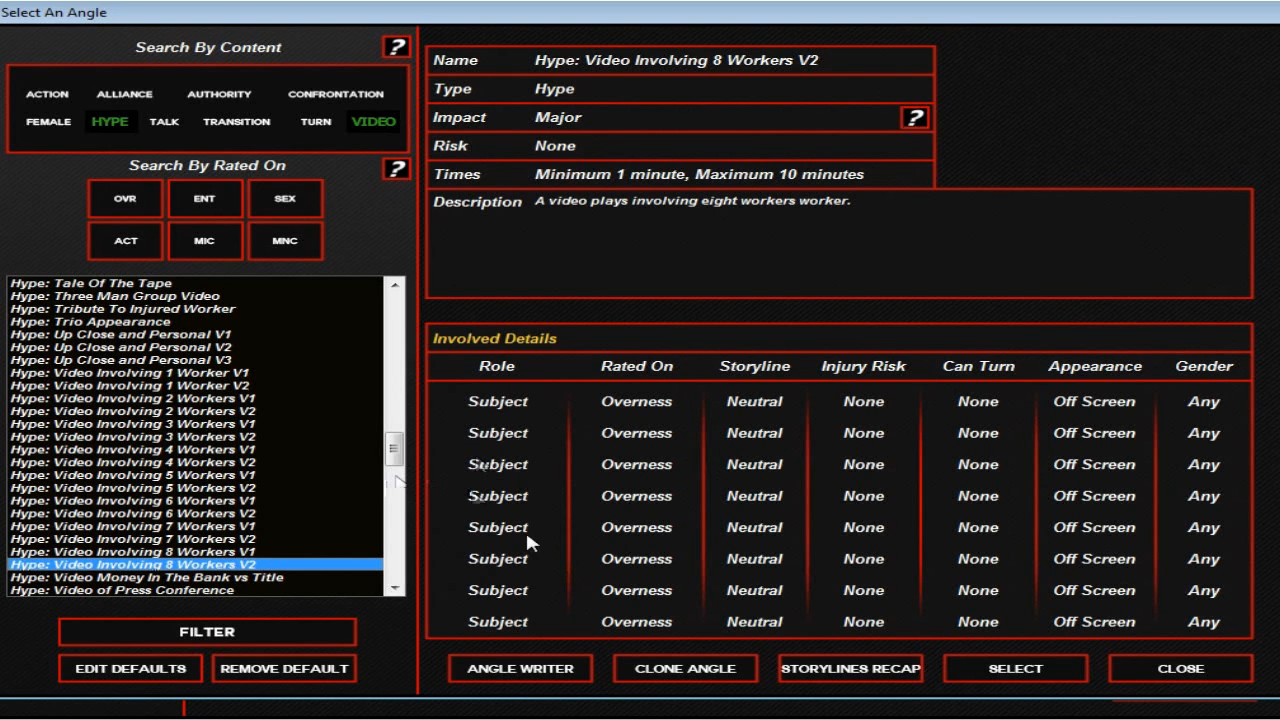 Select An Angle
Search By Content
?
ACTION ALLIANCE AUTHORITY CONFRONTATION
FEMALE HYPE TALK TRANSITION TURN VIDEO
Search By Rated On
?
OVR ENT SEX
ACT MIC MNC
Hype: Tale Of The Tape
Hype: Three Man Group Video
Hype: Tribute To Injured Worker
Hype: Trio Appearance
Hype: Up Close and Personal V1
Hype: Up Close and Personal V2
Hype: Up Close and Personal V3
Hype: Video Involving 1 Worker V1
Hype: Video Involving 1 Worker V2
Hype: Video Involving 2 Workers V1
Hype: Video Involving 2 Workers V2
Hype: Video Involving 3 Workers V1
Hype: Video Involving 3 Workers V2
Hype: Video Involving 4 Workers V1
Hype: Video Involving 4 Workers V2
Hype: Video Involving 5 Workers V1
Hype: Video Involving 5 Workers V2
Hype: Video Involving 6 Workers V1
Hype: Video Involving 6 Workers V2
Hype: Video Involving 7 Workers V1
Hype: Video Involving 7 Workers V2
Hype: Video Involving 8 Workers V1
Hype: Video Involving 8 Workers V2
Hype: Video Money In The Bank vs Title
Hype: Video of Press Conference
FILTER
EDIT DEFAULTS REMOVE DEFAULT
Name Hype: Video Involving 8 Workers V2
Type Hype
Impact Major ?
Risk None
Times Minimum 1 minute, Maximum 10 minutes
Description A video plays involving eight workers worker.
Involved Details
Role Rated On Storyline Injury Risk Can Turn Appearance Gender
Subject Overness Neutral None None Off Screen Any
Subject Overness Neutral None None Off Screen Any
Subject Overness Neutral None None Off Screen Any
Subject Overness Neutral None None Off Screen Any
Subject Overness Neutral None None Off Screen Any
Subject Overness Neutral None None Off Screen Any
Subject Overness Neutral None None Off Screen Any
Subject Overness Neutral None None Off Screen Any
ANGLE WRITER CLONE ANGLE STORYLINES RECAP SELECT CLOSE